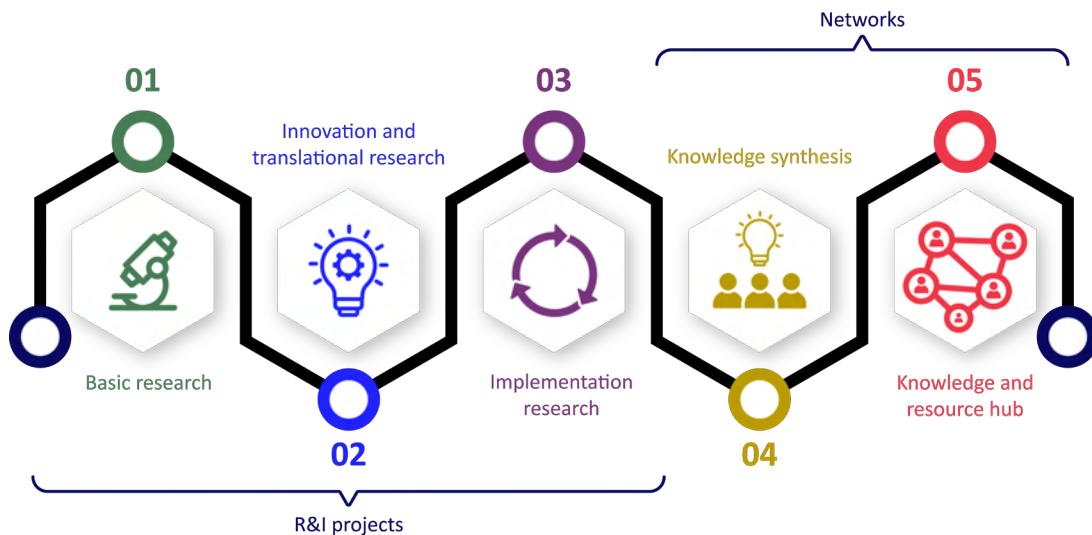 Networks
01
03
05
Innovation and
translational research
Knowledge synthesis
Basic research
Implementation
research
Knowledge and
resource hub
02
04
R&I projects